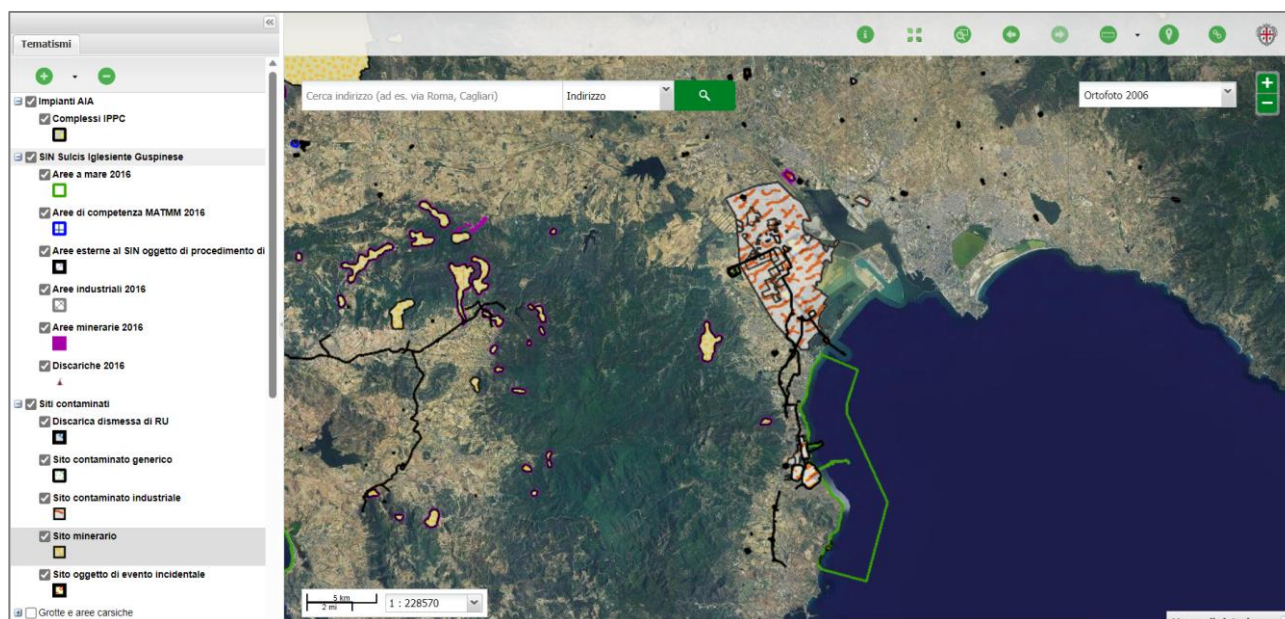 Tematismi
Impianti AIA
Complessi IPPC
SIN Sulcis Iglesiente Guspinese
Aree a mare 2016
Aree di competenza MATMM 2016
Aree esterne al SIN oggetto di procedimento di
Aree industriali 2016
Aree minerarie 2016
Discariche 2016
Siti contaminati
Discarica dismessa di RU
Sito contaminato generico
Sito contaminato industriale
Sito minerario
Sito oggetto di evento incidentale
Grotte e aree carsiche
Cerca indirizzo (ad es. via Roma, Cagliari)
Indirizzo
Ortofoto 2006
5 km
2 mi
1 : 228570